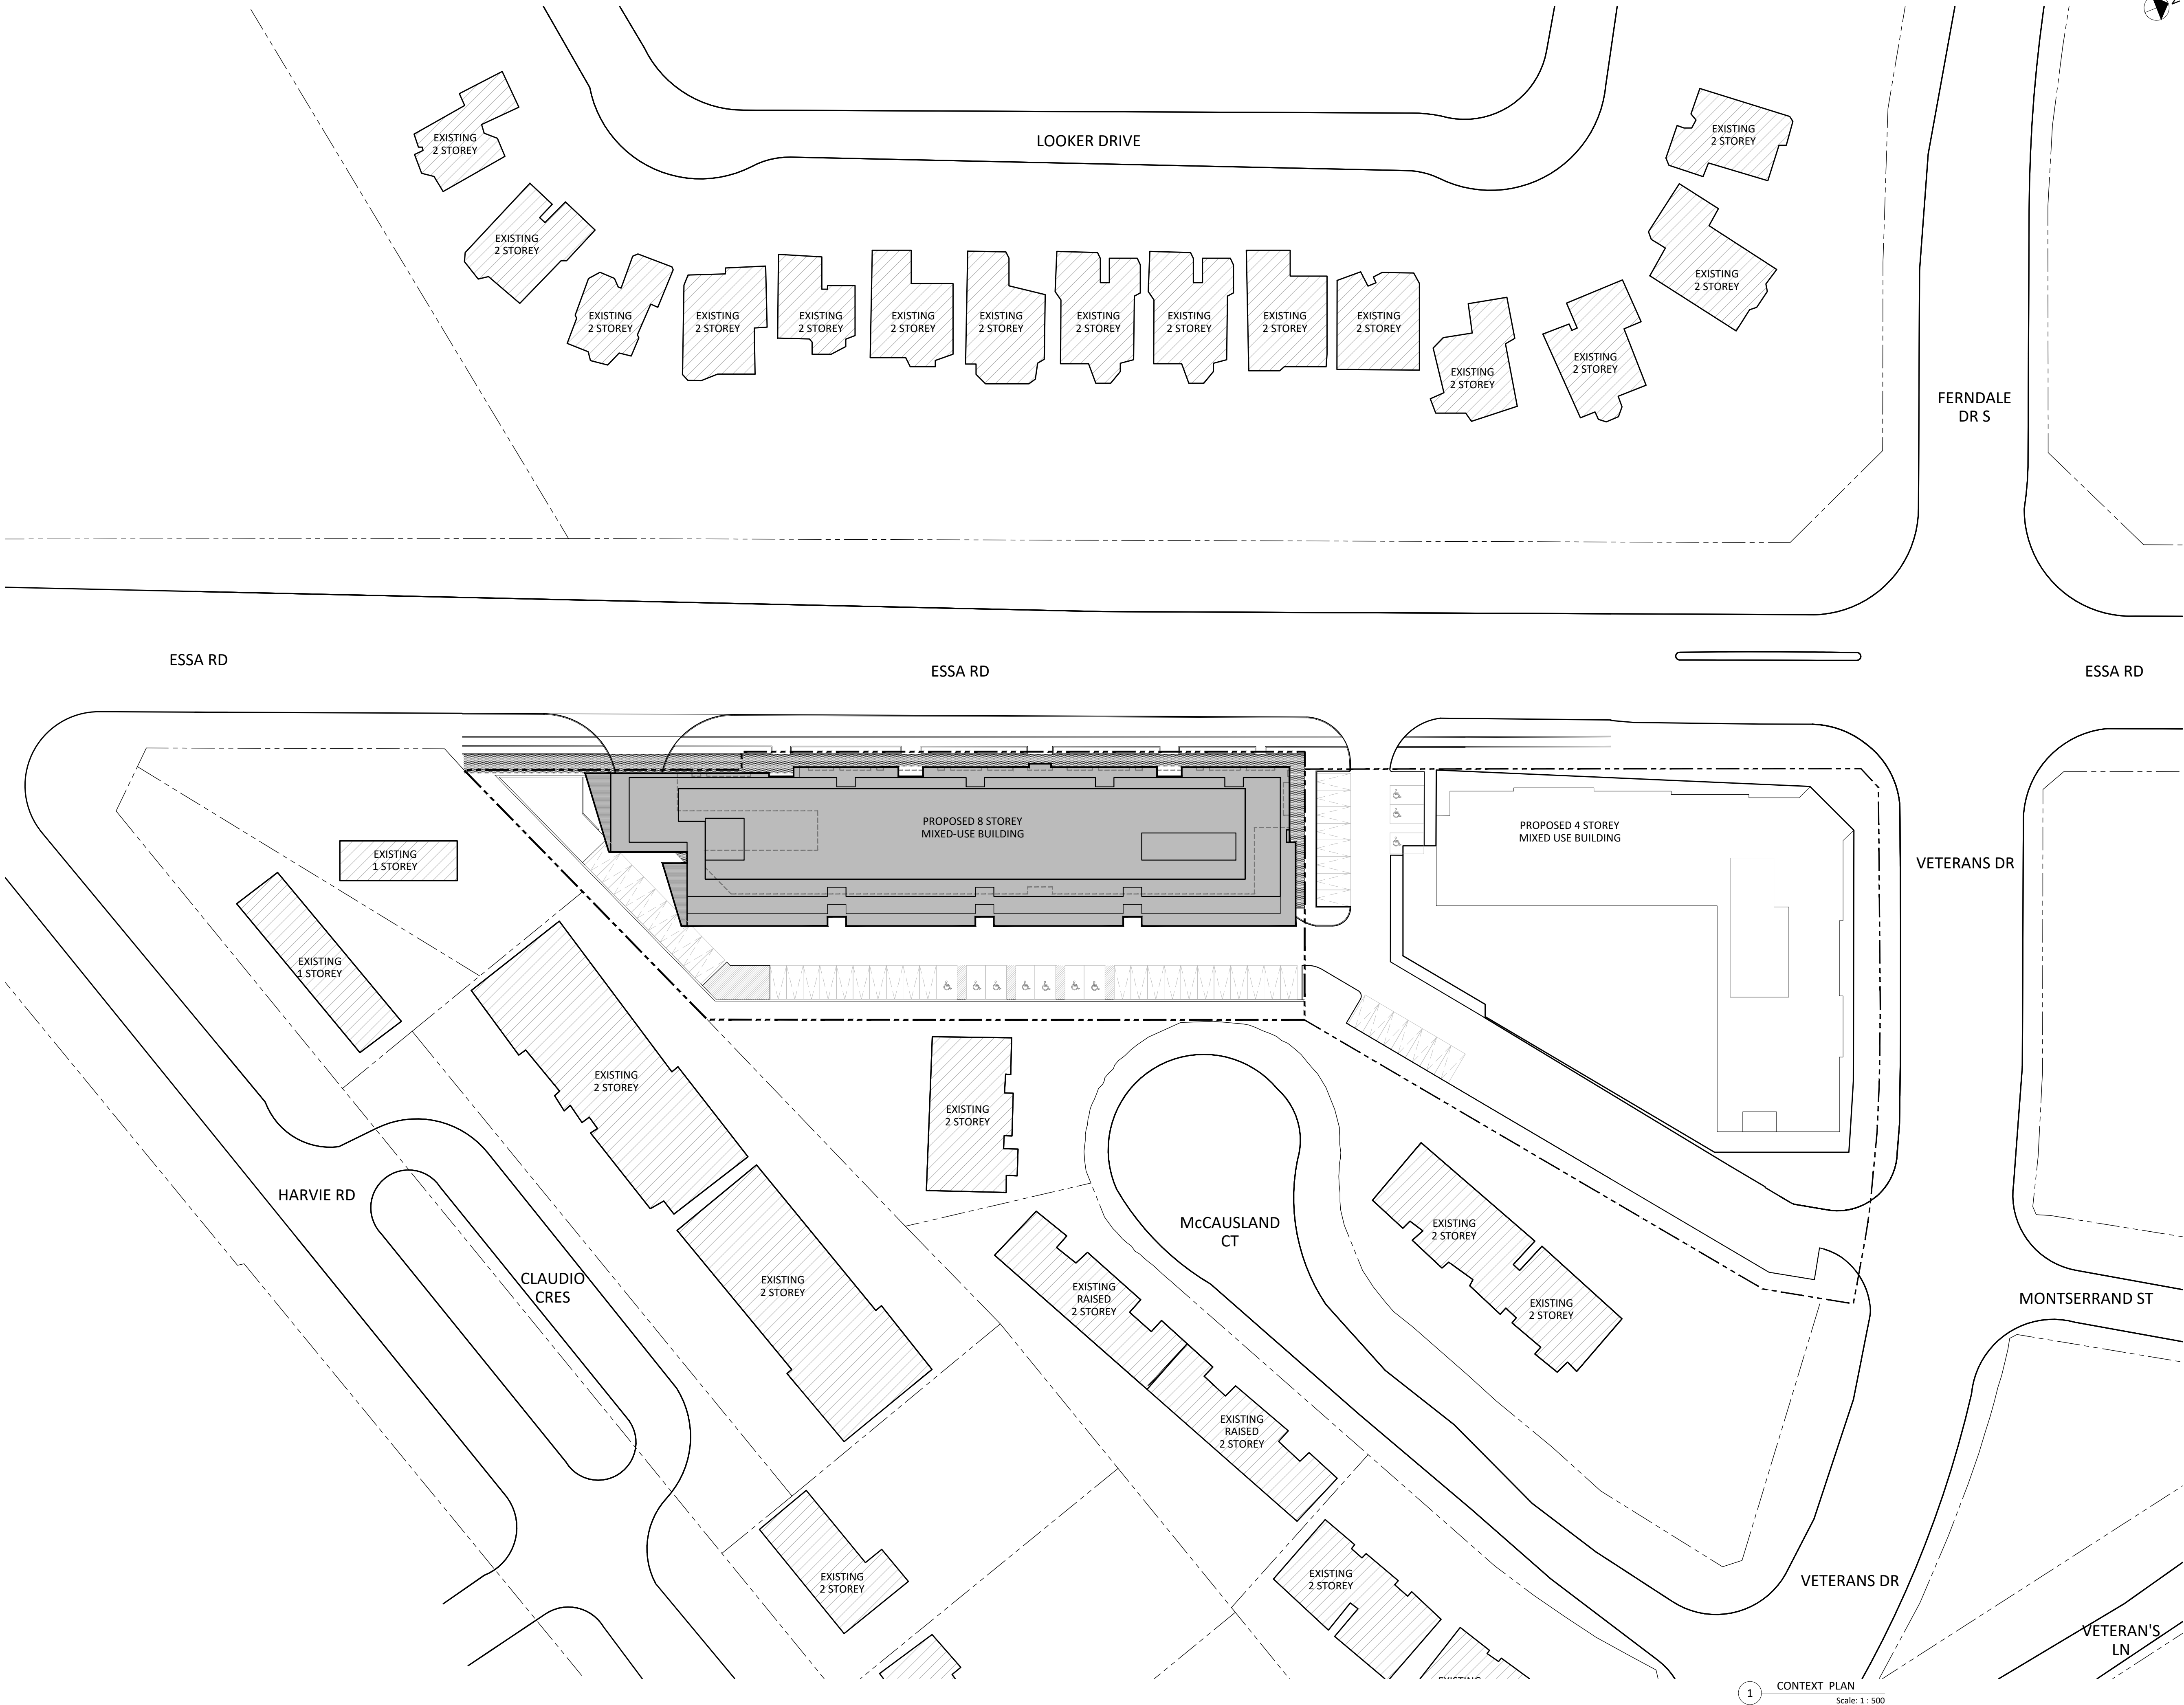 N
LOOKER DRIVE
EXISTING
2 STOREY
EXISTING
2 STOREY
EXISTING
2 STOREY
EXISTING
2 STOREY
EXISTING
2 STOREY
EXISTING
2 STOREY
EXISTING
2 STOREY
EXISTING
2 STOREY
EXISTING
2 STOREY
EXISTING
2 STOREY
EXISTING
2 STOREY
EXISTING
2 STOREY
EXISTING
2 STOREY
EXISTING
2 STOREY
EXISTING
2 STOREY
FERNDALE
DR S
ESSA RD
ESSA RD
ESSA RD
PROPOSED 8 STOREY
MIXED-USE BUILDING
PROPOSED 4 STOREY
MIXED USE BUILDING
VETERANS DR
EXISTING
1 STOREY
EXISTING
1 STOREY
EXISTING
2 STOREY
EXISTING
2 STOREY
HARVIE RD
McCAUSLAND
CT
EXISTING
2 STOREY
EXISTING
2 STOREY
CLAUDIO
CRES
EXISTING
2 STOREY
EXISTING
RAISED
2 STOREY
MONTSERRAND ST
EXISTING
RAISED
2 STOREY
EXISTING
2 STOREY
EXISTING
2 STOREY
VETERANS DR
VETERAN'S
LN
1
CONTEXT PLAN
Scale: 1 : 500